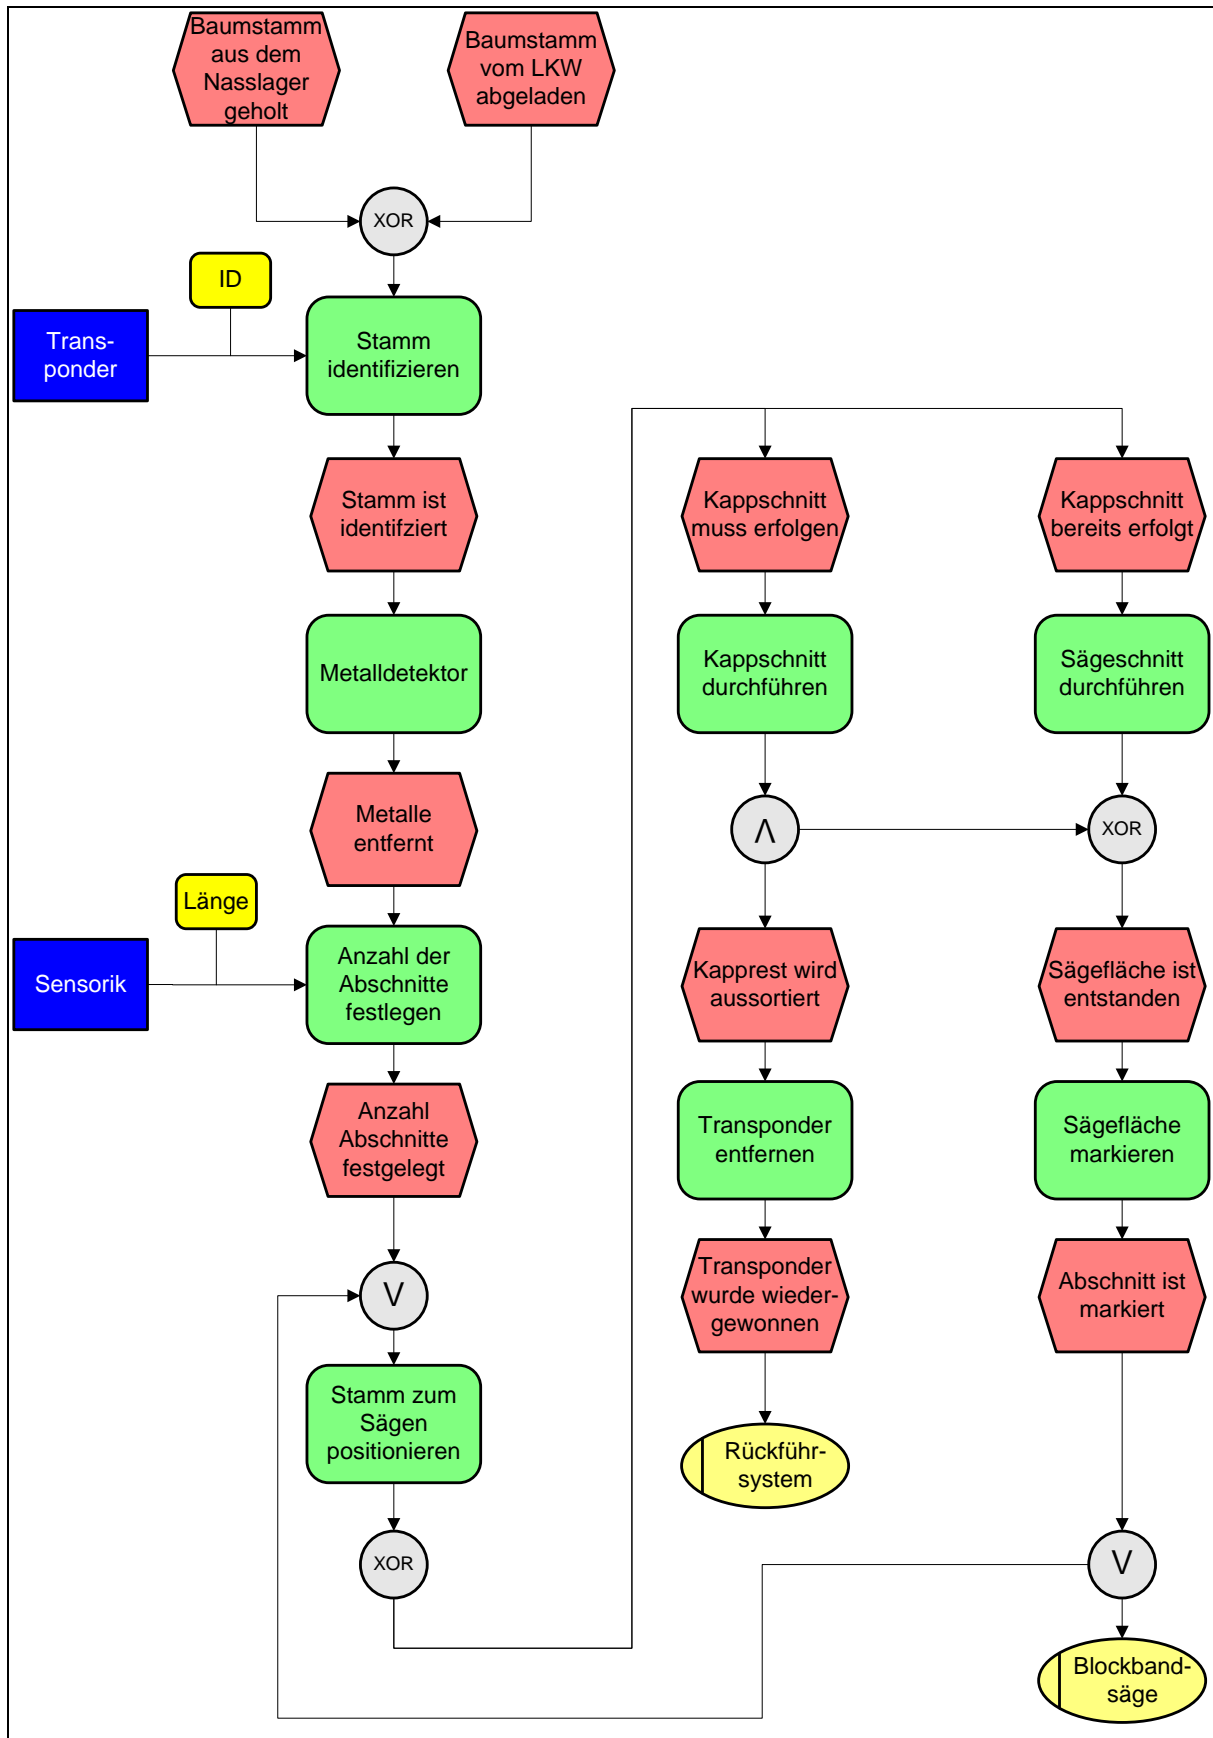 Baumstamm
aus dem
Nasslager
geholt
Baumstamm
vom LKW
abgeladen
XOR
ID
Trans-
ponder
Stamm
identifizieren
Stamm ist
identifziert
Metalldetektor
Metalle
entfernt
Länge
Sensorik
Anzahl der
Abschnitte
festlegen
Anzahl
Abschnitte
festgelegt
V
Stamm zum
Sägen
positionieren
XOR
Kappschnitt
muss erfolgen
Kappschnitt
durchführen
Λ
Kapprest wird
aussortiert
Transponder
entfernen
Transponder
wurde wieder-
gewonnen
Rückführ-
system
Kappschnitt
bereits erfolgt
Sägeschnitt
durchführen
XOR
Sägefläche ist
entstanden
Sägefläche
markieren
Abschnitt ist
markiert
V
Blockband-
säge